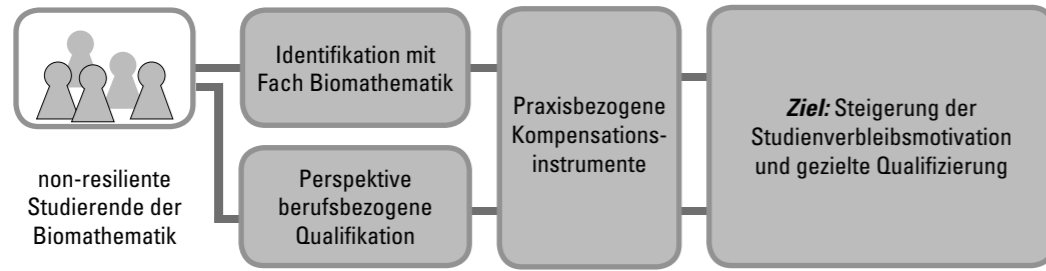 non-resiliente
Studierende der
Biomathematik
Identifikation mit
Fach Biomathematik
Perspektive
berufsbezogene
Qualifikation
Praxisbezogene
Kompensations-
instrumente
Ziel: Steigerung der
Studienverbleibsmotivation
und gezielte Qualifizierung